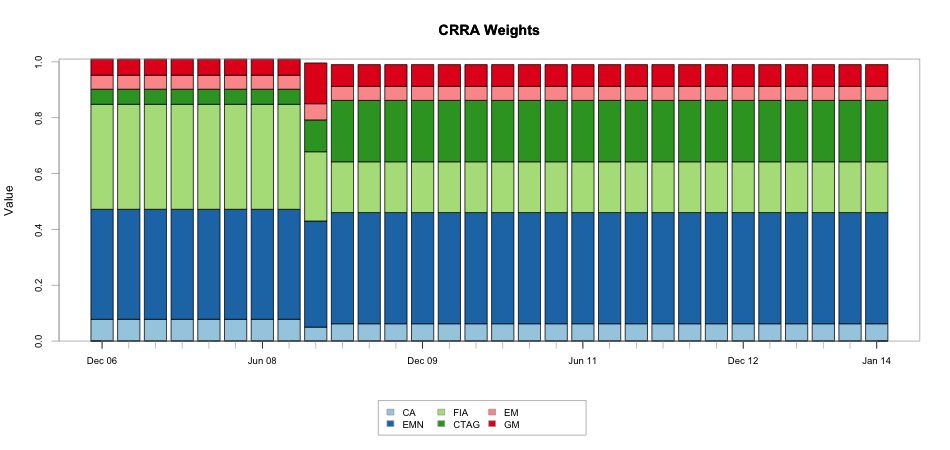 CRRA Weights
Value
1.0
0.8
0.6
0.4
0.2
0.0
Dec 06 Jun 08 Dec 09 Jun 11 Dec 12 Jan 14
CA FIA EM
EMN CTAG GM